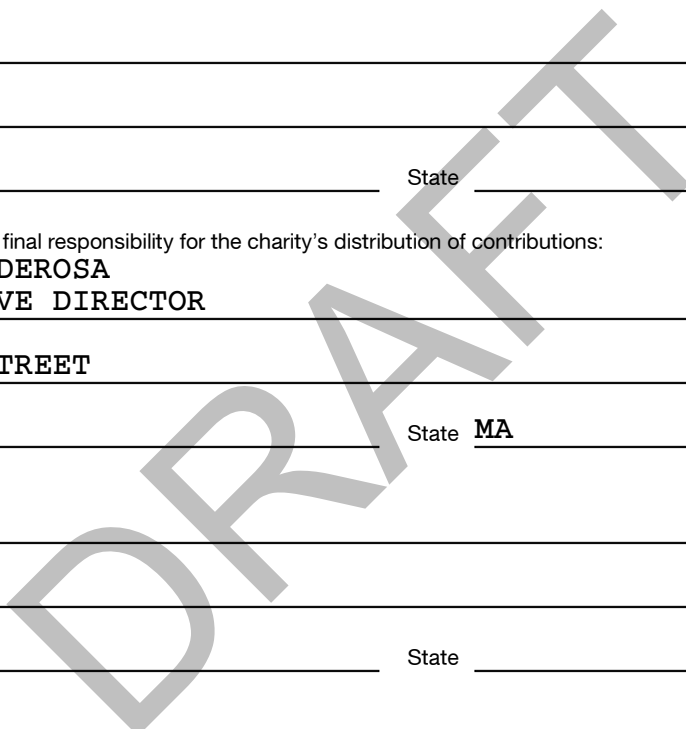 State
final responsibility for the charity's distribution of contributions:
DEROSA
VE DIRECTOR
TREET
State MA
State
DRAFT